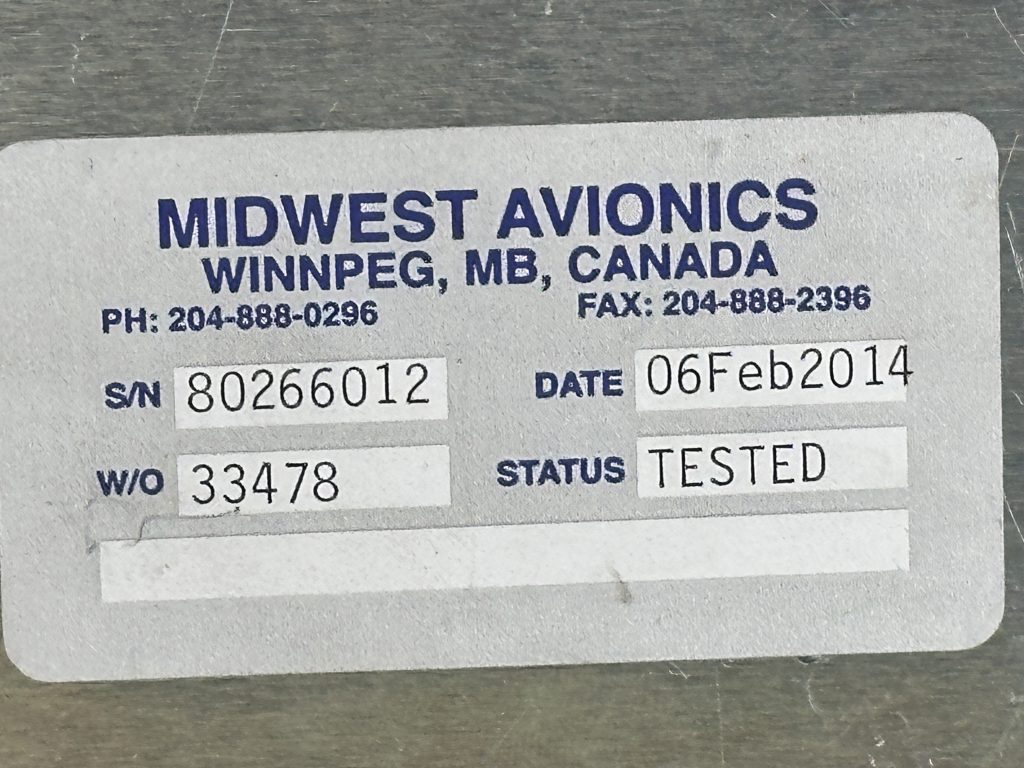 MIDWEST AVIONICS
WINNPEG, MB, CANADA
PH: 204-888-0296 FAX: 204-888-2396
S/N 80266012 DATE 06Feb2014
W/O 33478 STATUS TESTED